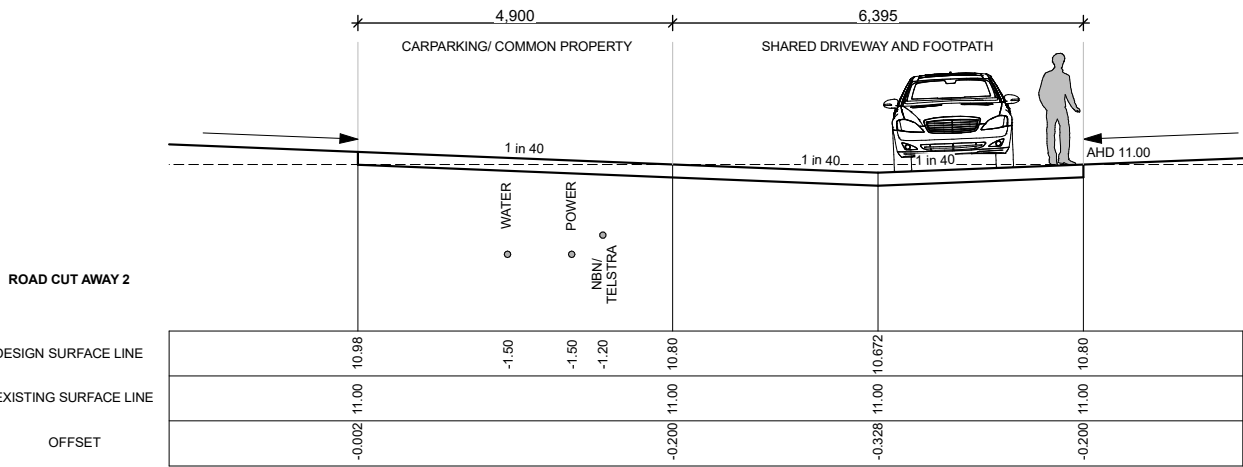 4,900
6,395
CARPARKING/ COMMON PROPERTY
SHARED DRIVEWAY AND FOOTPATH
1 in 40
1 in 40
1 in 40
AHD 11.00
WATER
POWER
NBN/
TELSTRA
ROAD CUT AWAY 2
DESIGN SURFACE LINE
10.98
-1.50
-1.50
-1.20
10.80
10.672
10.80
EXISTING SURFACE LINE
11.00
11.00
11.00
11.00
OFFSET
-0.002
-0.200
-0.328
-0.200